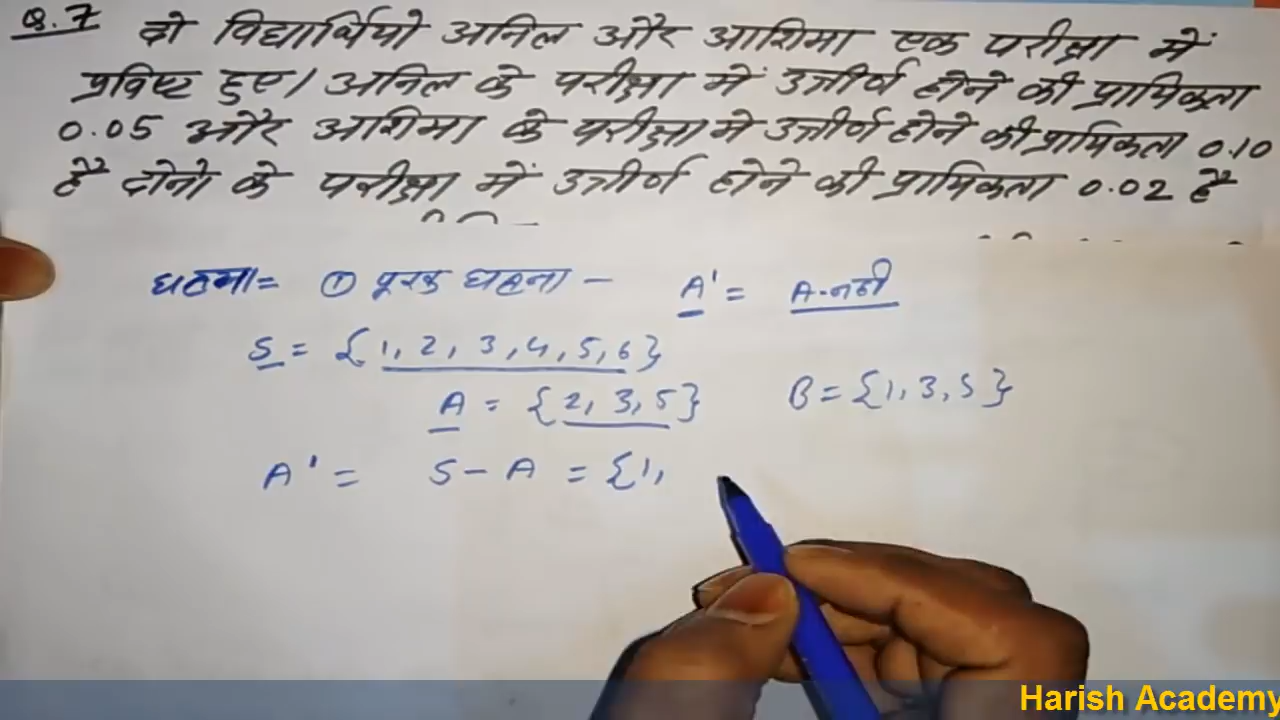 Q.7 दो विद्यार्थियो अनिल और आशिमा एक परीक्षा में
प्रविष्ट हुए। अनिल के परीक्षा में उत्तीर्ण होने की प्रायिकता
0.05 और आशिमा के परीक्षा मे उत्तीर्ण होने की प्रायिकता 0.10
है दोनो के परीक्षा में उत्तीर्ण होने की प्रायिकता 0.02 है
घटना= ① पूरक घटना - A' = A-नही
S = {1, 2, 3, 4, 5, 6}
A = {2, 3, 5} B = {1, 3, 5}
A' = S - A = {1,
Harish Academy